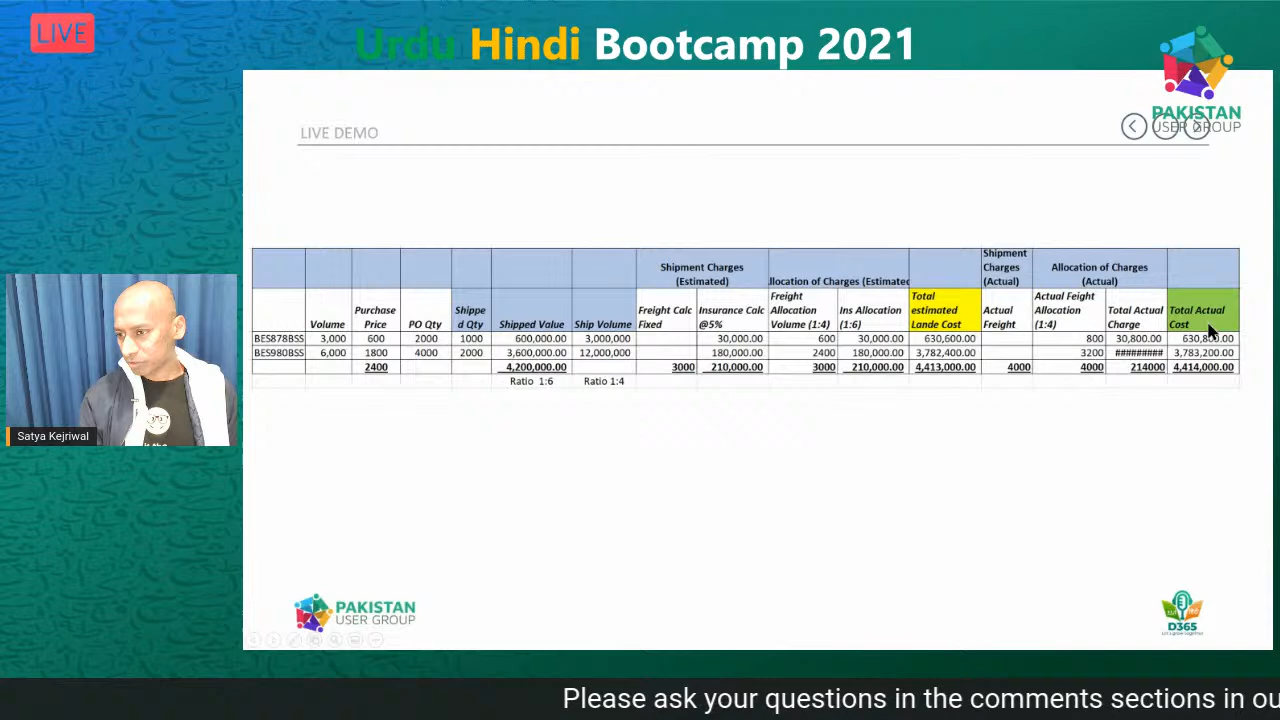 LIVE
Urdu Hindi Bootcamp 2021
PAKISTAN
USER GROUP
LIVE DEMO
Shipment Charges (Estimated)
llocation of Charges (Estimatec
Shipment Charges (Actual)
Allocation of Charges (Actual)
Volume
Purchase Price
PO Qty
Shippe d Qty
Shipped Value
Ship Volume
Freight Calc Fixed
Insurance Calc @5%
Freight Allocation Volume (1:4)
Ins Allocation (1:6)
Total estimated Lande Cost
Actual Freight
Actual Feight Allocation (1:4)
Total Actual Charge
Total Actual Cost
BES878BSS 3,000 600 2000 1000 600,000.00 3,000,000 30,000.00 600 30,000.00 630,600.00 800 30,800.00 630,800.00
BES980BSS 6,000 1800 4000 2000 3,600,000.00 12,000,000 180,000.00 2400 180,000.00 3,782,400.00 3200 ######### 3,783,200.00
2400 4,200,000.00 3000 210,000.00 3000 210,000.00 4,413,000.00 4000 4000 214000 4,414,000.00
Ratio 1:6 Ratio 1:4
Satya Kejriwal
PAKISTAN
USER GROUP
D365
Please ask your questions in the comments sections in ou